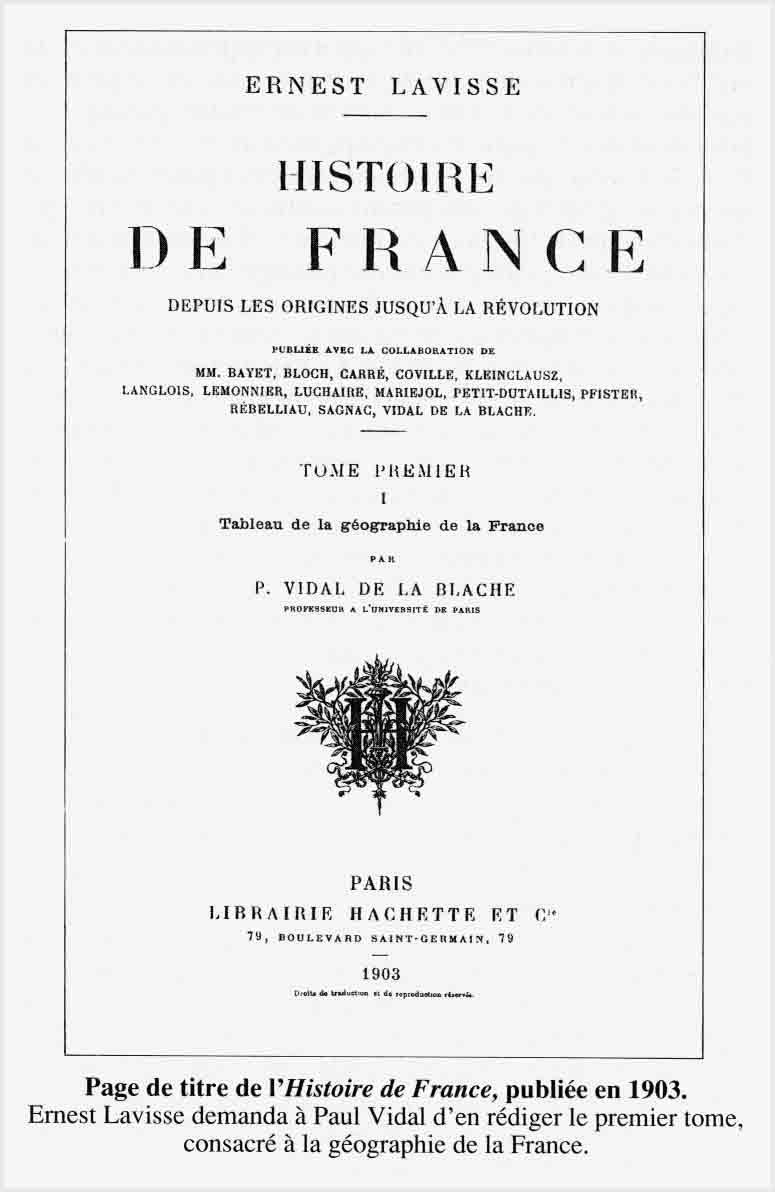 ERNEST LAVISSE
HISTOIRE
DE FRANCE
DEPUIS LES ORIGINES JUSQU'À LA RÉVOLUTION
PUBLIÉE AVEC LA COLLABORATION DE
MM. BAYET, BLOCH, CARRÉ, COVILLE, KLEINCLAUSZ,
LANGLOIS, LEMONNIER, LUCHAIRE, MARIEJOL, PETIT-DUTAILLIS, PFISTER,
RÉBELLIAU, SAGNAC, VIDAL DE LA BLACHE.
TOME PREMIER
I
Tableau de la géographie de la France
PAR
P. VIDAL DE LA BLACHE
PROFESSEUR A L'UNIVERSITÉ DE PARIS
H
PARIS
LIBRAIRIE HACHETTE ET Cie
79, BOULEVARD SAINT-GERMAIN, 79
1903
Droits de traduction et de reproduction réservés.
Page de titre de l'Histoire de France, publiée en 1903.
Ernest Lavisse demanda à Paul Vidal d'en rédiger le premier tome,
consacré à la géographie de la France.